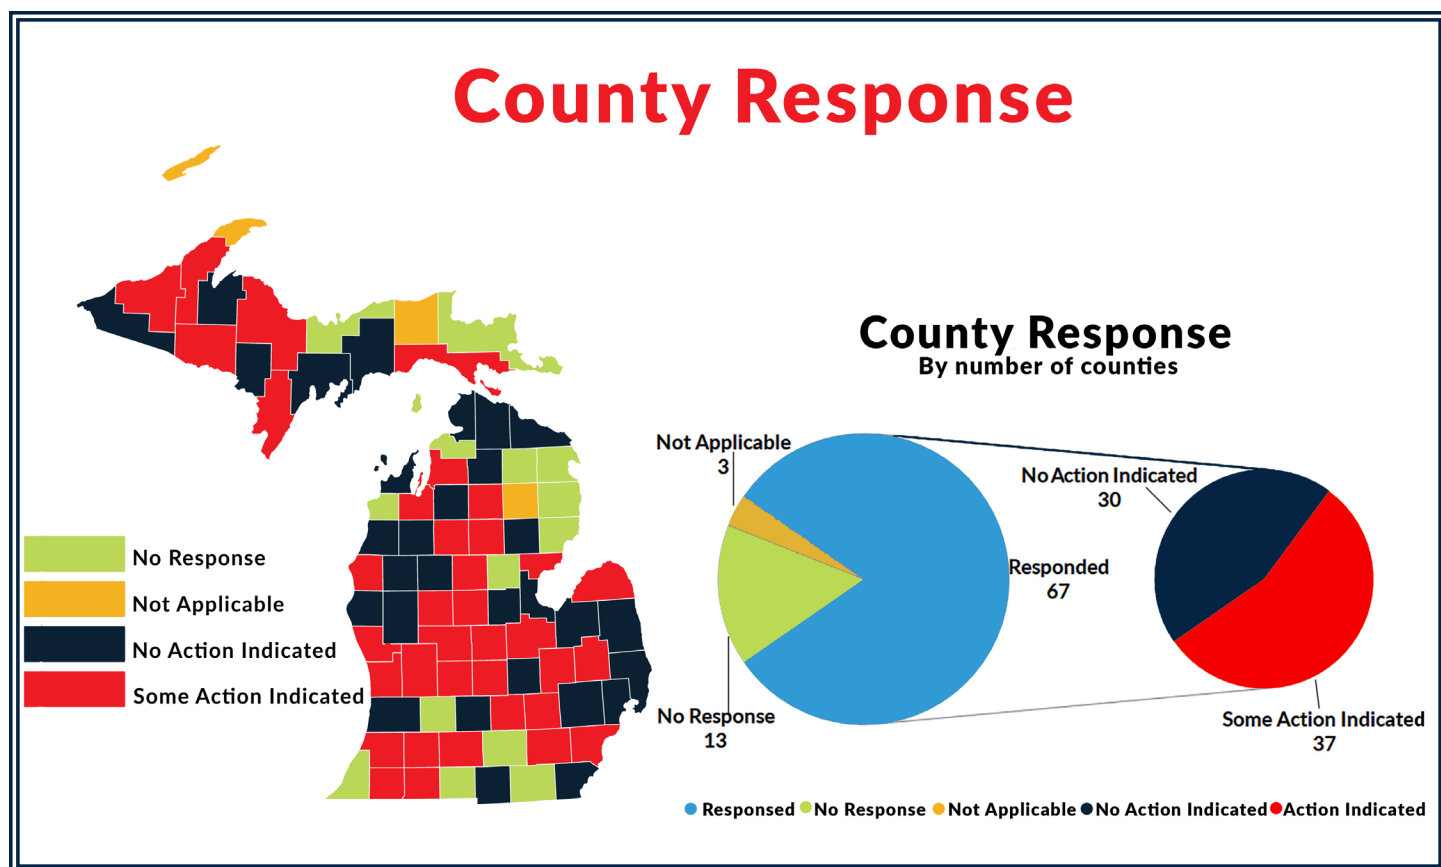 County Response
No Response
Not Applicable
No Action Indicated
Some Action Indicated
County Response
By number of counties
Not Applicable
3
No Action Indicated
30
Responded
67
No Response
13
Some Action Indicated
37
Responsed No Response Not Applicable No Action Indicated Action Indicated